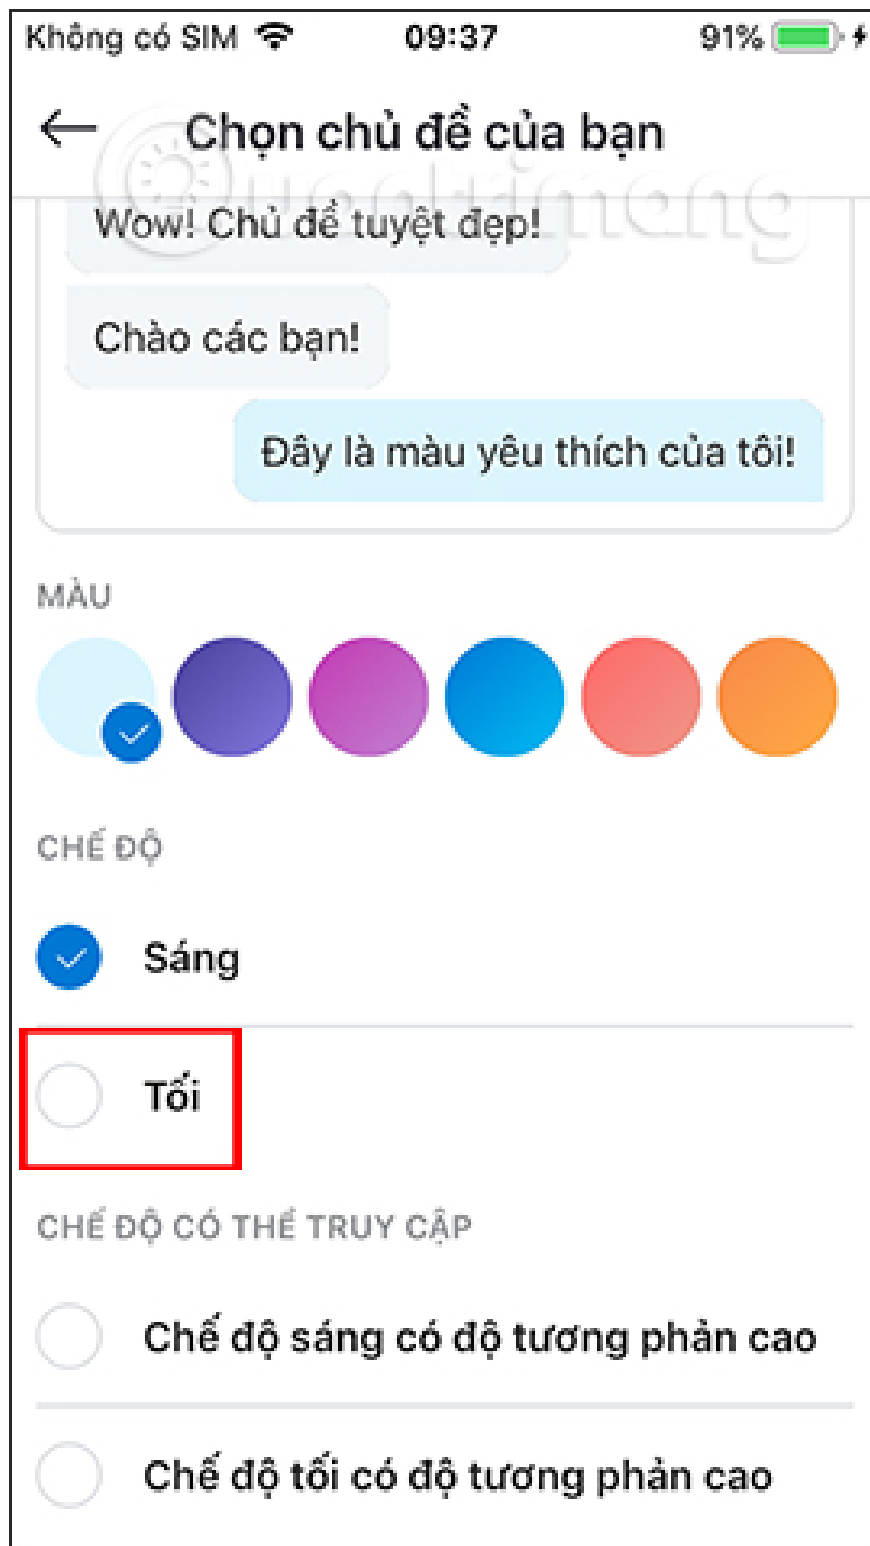 Không có SIM 09:37 91%
Chọn chủ đề của bạn
Quantrimang
Wow! Chủ đề tuyệt đẹp!
Chào các bạn!
Đây là màu yêu thích của tôi!
MÀU
CHẾ ĐỘ
Sáng
Tối
CHẾ ĐỘ CÓ THỂ TRUY CẬP
Chế độ sáng có độ tương phản cao
Chế độ tối có độ tương phản cao